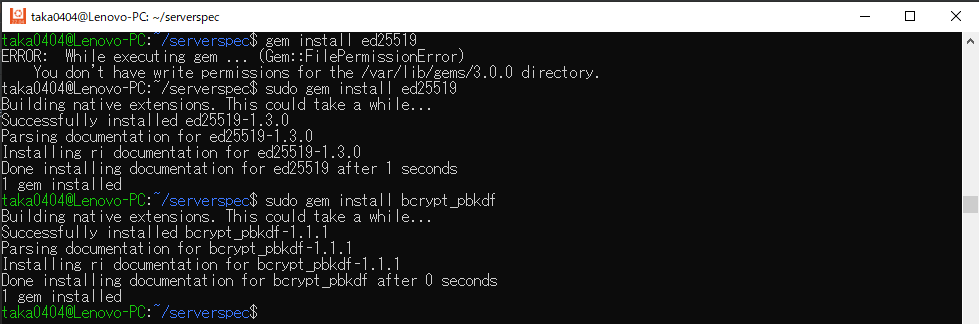 taka0404@Lenovo-PC: ~/serverspec
taka0404@Lenovo-PC:~/serverspec$ gem install ed25519
ERROR:  While executing gem ... (Gem::FilePermissionError)
    You don't have write permissions for the /var/lib/gems/3.0.0 directory.
taka0404@Lenovo-PC:~/serverspec$ sudo gem install ed25519
Building native extensions. This could take a while...
Successfully installed ed25519-1.3.0
Parsing documentation for ed25519-1.3.0
Installing ri documentation for ed25519-1.3.0
Done installing documentation for ed25519 after 1 seconds
1 gem installed
taka0404@Lenovo-PC:~/serverspec$ sudo gem install bcrypt_pbkdf
Building native extensions. This could take a while...
Successfully installed bcrypt_pbkdf-1.1.1
Parsing documentation for bcrypt_pbkdf-1.1.1
Installing ri documentation for bcrypt_pbkdf-1.1.1
Done installing documentation for bcrypt_pbkdf after 0 seconds
1 gem installed
taka0404@Lenovo-PC:~/serverspec$